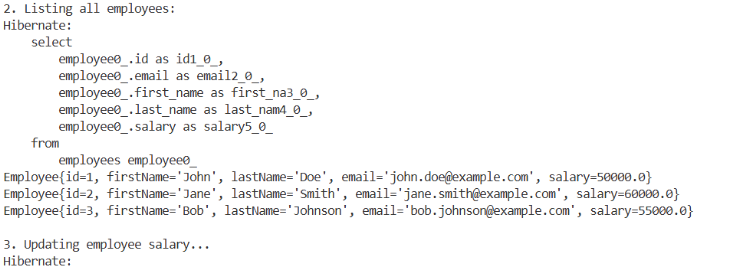 2. Listing all employees:
Hibernate:
    select
        employee0_.id as id1_0_,
        employee0_.email as email2_0_,
        employee0_.first_name as first_na3_0_,
        employee0_.last_name as last_nam4_0_,
        employee0_.salary as salary5_0_
    from
        employees employee0_
Employee{id=1, firstName='John', lastName='Doe', email='john.doe@example.com', salary=50000.0}
Employee{id=2, firstName='Jane', lastName='Smith', email='jane.smith@example.com', salary=60000.0}
Employee{id=3, firstName='Bob', lastName='Johnson', email='bob.johnson@example.com', salary=55000.0}
3. Updating employee salary...
Hibernate: